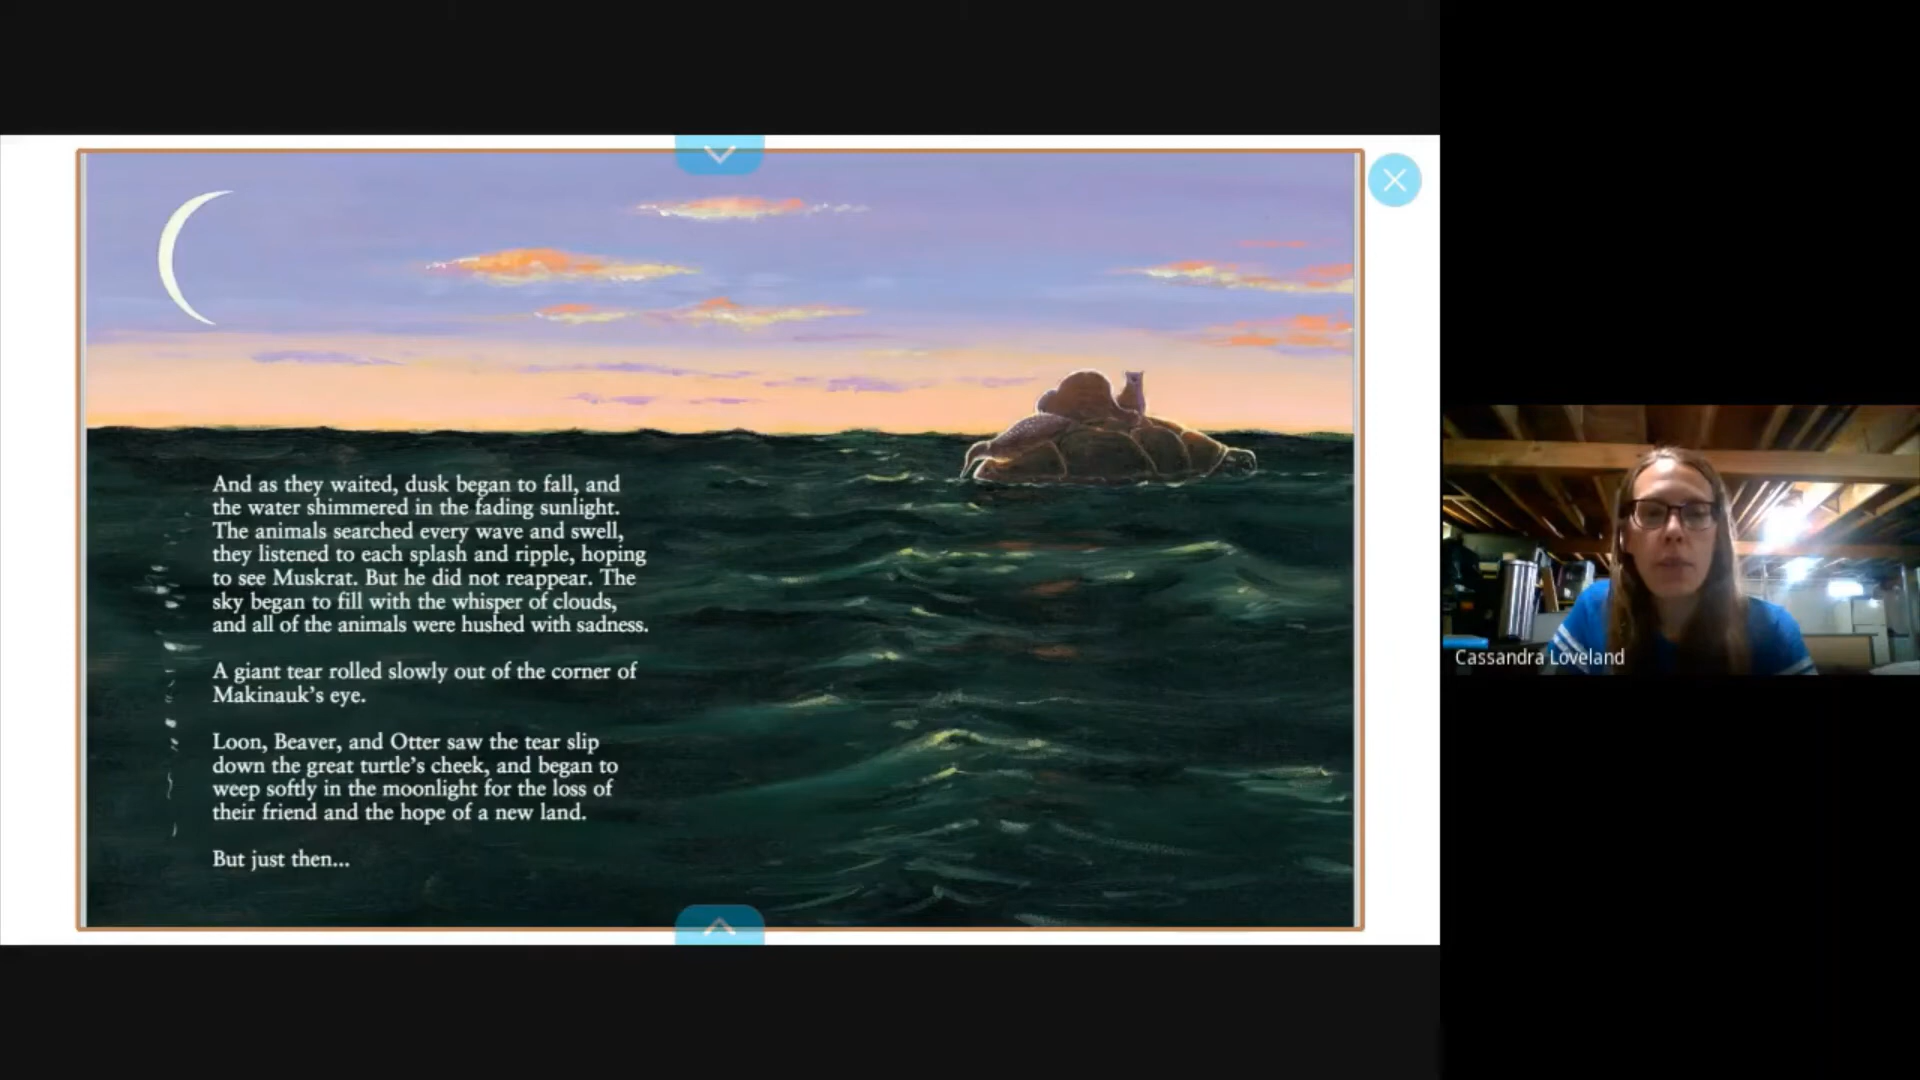 And as they waited, dusk began to fall, and
the water shimmered in the fading sunlight.
The animals searched every wave and swell,
they listened to each splash and ripple, hoping
to see Muskrat. But he did not reappear. The
sky began to fill with the whisper of clouds,
and all of the animals were hushed with sadness.
A giant tear rolled slowly out of the corner of
Makinauk's eye.
Loon, Beaver, and Otter saw the tear slip
down the great turtle's cheek, and began to
weep softly in the moonlight for the loss of
their friend and the hope of a new land.
But just then...
Cassandra Loveland